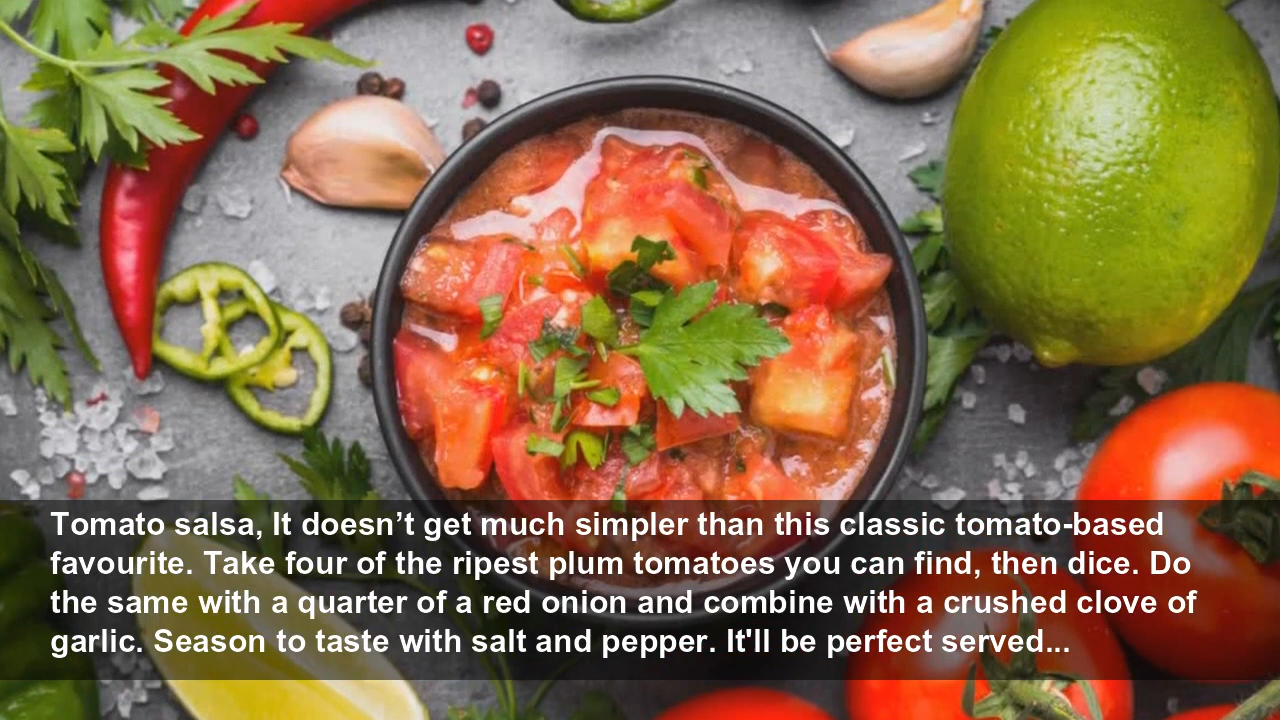 Tomato salsa, It doesn’t get much simpler than this classic tomato-based
favourite. Take four of the ripest plum tomatoes you can find, then dice. Do
the same with a quarter of a red onion and combine with a crushed clove of
garlic. Season to taste with salt and pepper. It'll be perfect served...